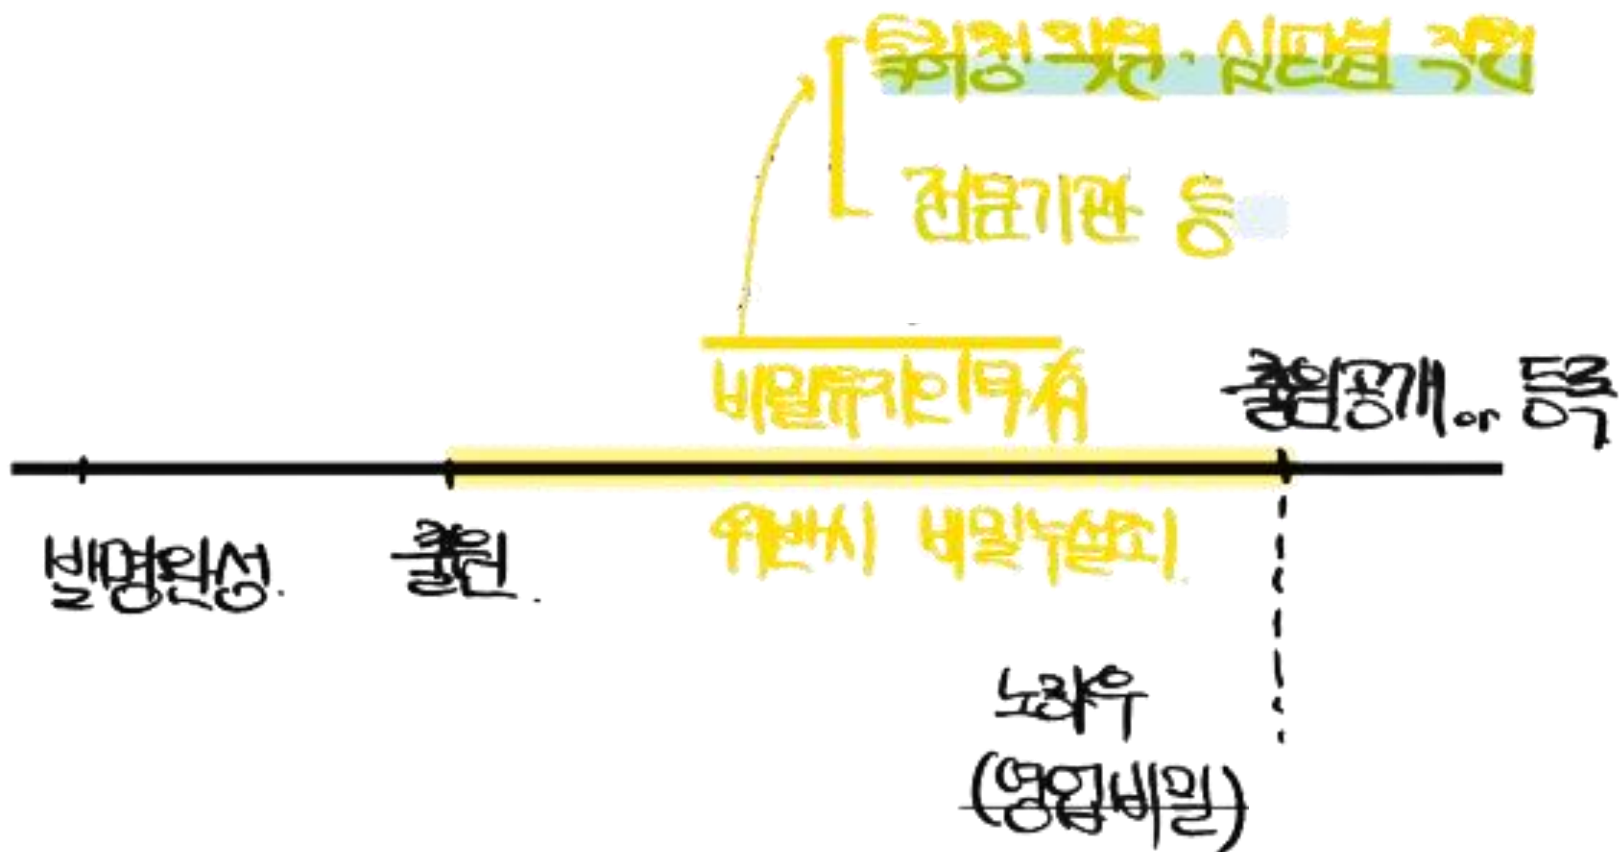 특허청 직원·심판원 직원
전문기관 등
비밀유지의무 有
출원공개 or 등록
발명완성.
출원.
위반시 비밀누설죄.
노하우
(영업비밀)